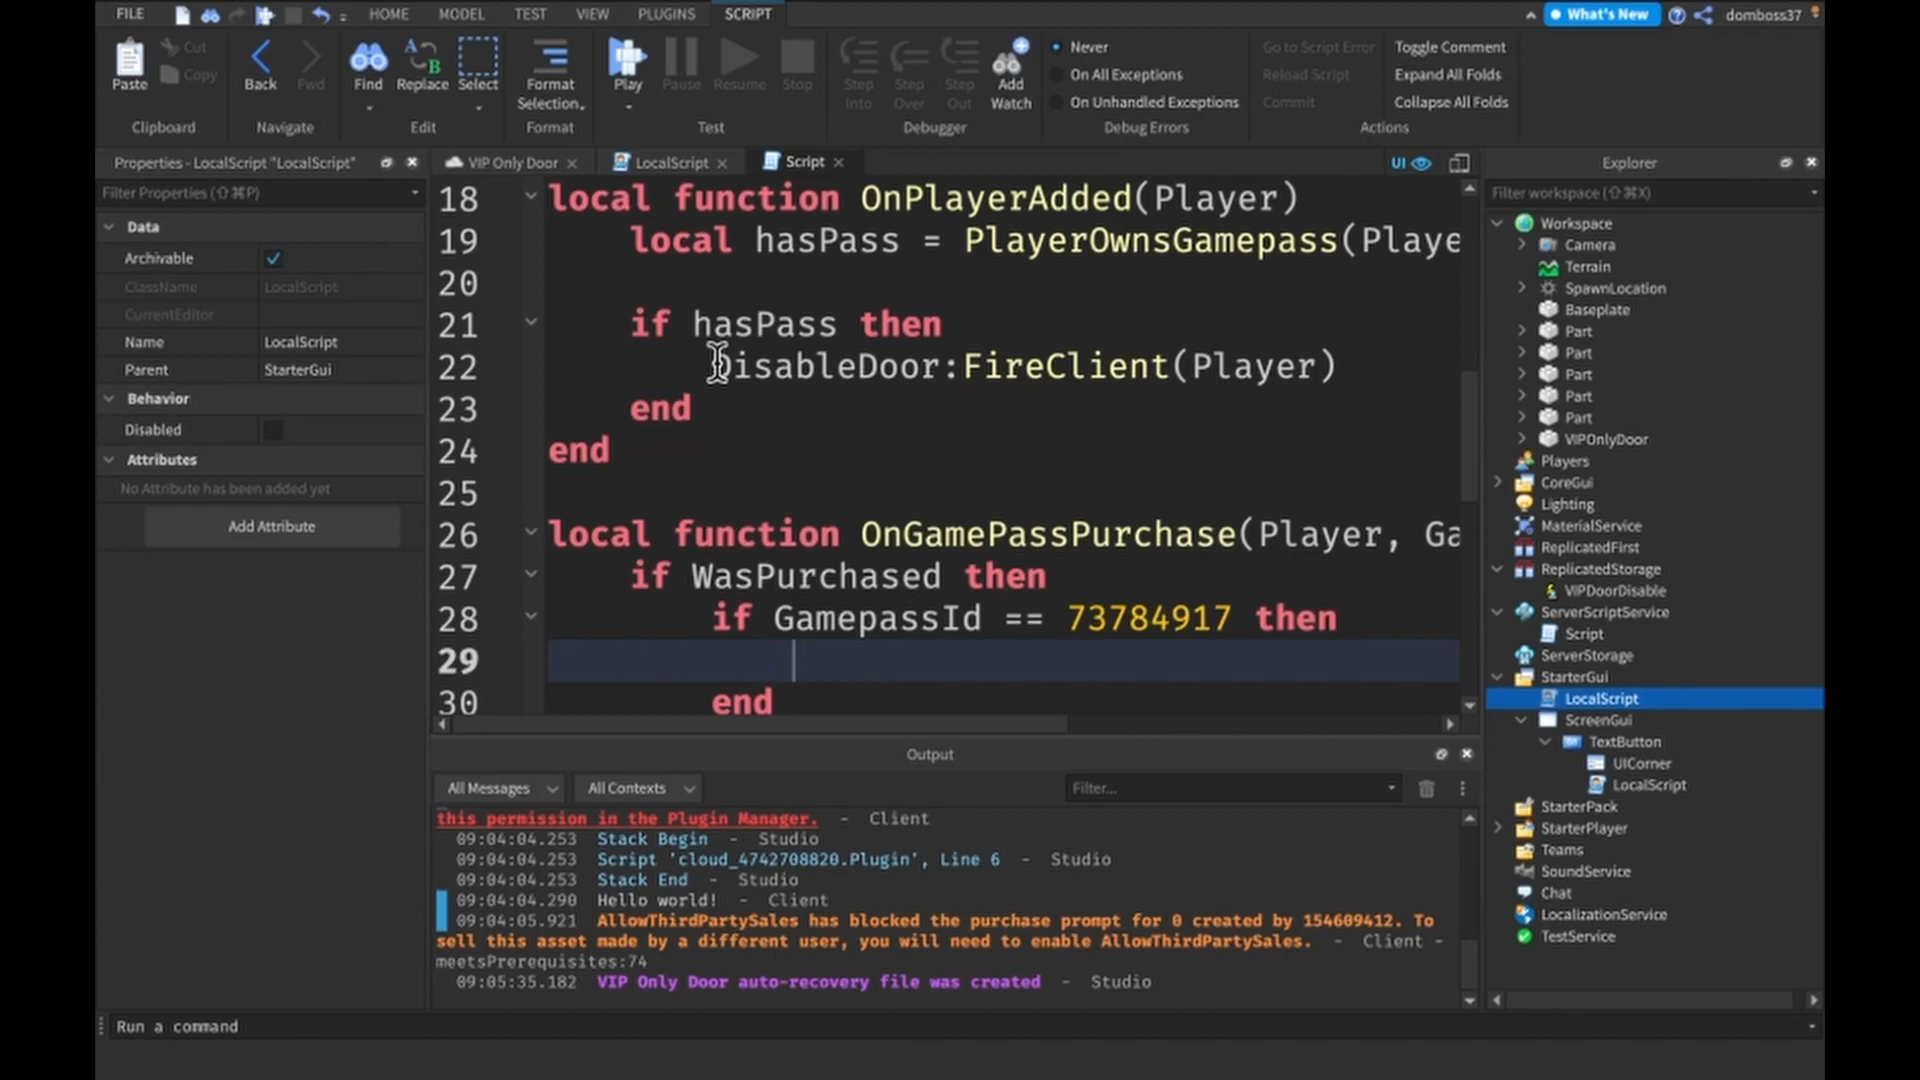 FILE
HOME
MODEL
TEST
VIEW
PLUGINS
SCRIPT
What's New
domboss37
Paste
Cut
Copy
Clipboard
Back
Fwd
Navigate
Find
Replace
Select
Edit
Format
Selection
Format
Play
Pause
Resume
Stop
Test
Step
Into
Step
Over
Step
Out
Add
Watch
Debugger
Never
On All Exceptions
On Unhandled Exceptions
Debug Errors
Go to Script Error
Reload Script
Commit
Toggle Comment
Expand All Folds
Collapse All Folds
Actions
Properties - LocalScript "LocalScript"
Filter Properties (⇧⌘P)
Data
Archivable
ClassName LocalScript
CurrentEditor
Name LocalScript
Parent StarterGui
Behavior
Disabled
Attributes
No Attribute has been added yet
Add Attribute
VIP Only Door
LocalScript
Script
UI
18 local function OnPlayerAdded(Player)
19 local hasPass = PlayerOwnsGamepass(Playe
20
21 if hasPass then
22 DisableDoor:FireClient(Player)
23 end
24 end
25
26 local function OnGamePassPurchase(Player, Ga
27 if WasPurchased then
28 if GamepassId == 73784917 then
29
30 end
Output
All Messages
All Contexts
Filter...
this permission in the Plugin Manager. - Client
09:04:04.253 Stack Begin - Studio
09:04:04.253 Script 'cloud_4742708820.Plugin', Line 6 - Studio
09:04:04.253 Stack End - Studio
09:04:04.290 Hello world! - Client
09:04:05.921 AllowThirdPartySales has blocked the purchase prompt for 0 created by 154609412. To
sell this asset made by a different user, you will need to enable AllowThirdPartySales. - Client -
meetsPrerequisites:74
09:05:35.182 VIP Only Door auto-recovery file was created - Studio
Run a command
Explorer
Filter workspace (⇧⌘X)
Workspace
Camera
Terrain
SpawnLocation
Baseplate
Part
Part
Part
Part
Part
VIPOnlyDoor
Players
CoreGui
Lighting
MaterialService
ReplicatedFirst
ReplicatedStorage
VIPDoorDisable
ServerScriptService
Script
ServerStorage
StarterGui
LocalScript
ScreenGui
TextButton
UICorner
LocalScript
StarterPack
StarterPlayer
Teams
SoundService
Chat
LocalizationService
TestService